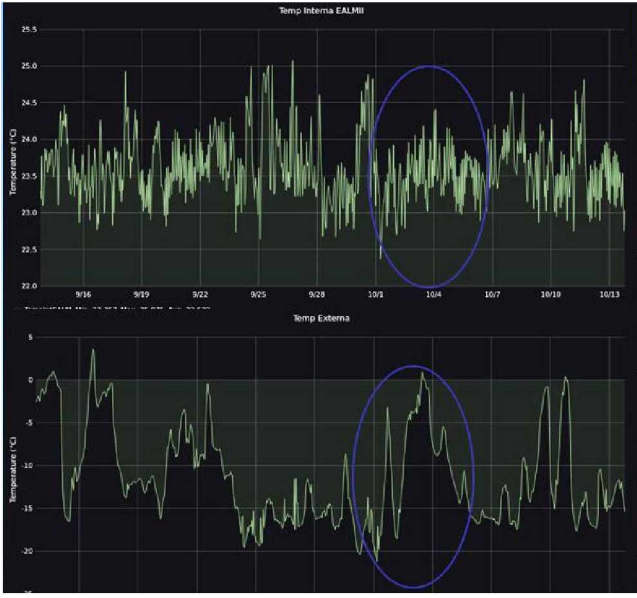 Temp Interna EALMII
25.5
25.0
24.5
24.0
23.5
23.0
22.5
22.0
Temperature (°C)
9/16 9/19 9/22 9/25 9/28 10/1 10/4 10/7 10/10 10/13
Temp Externa
5
0
-5
-10
-15
-20
Temperature (°C)